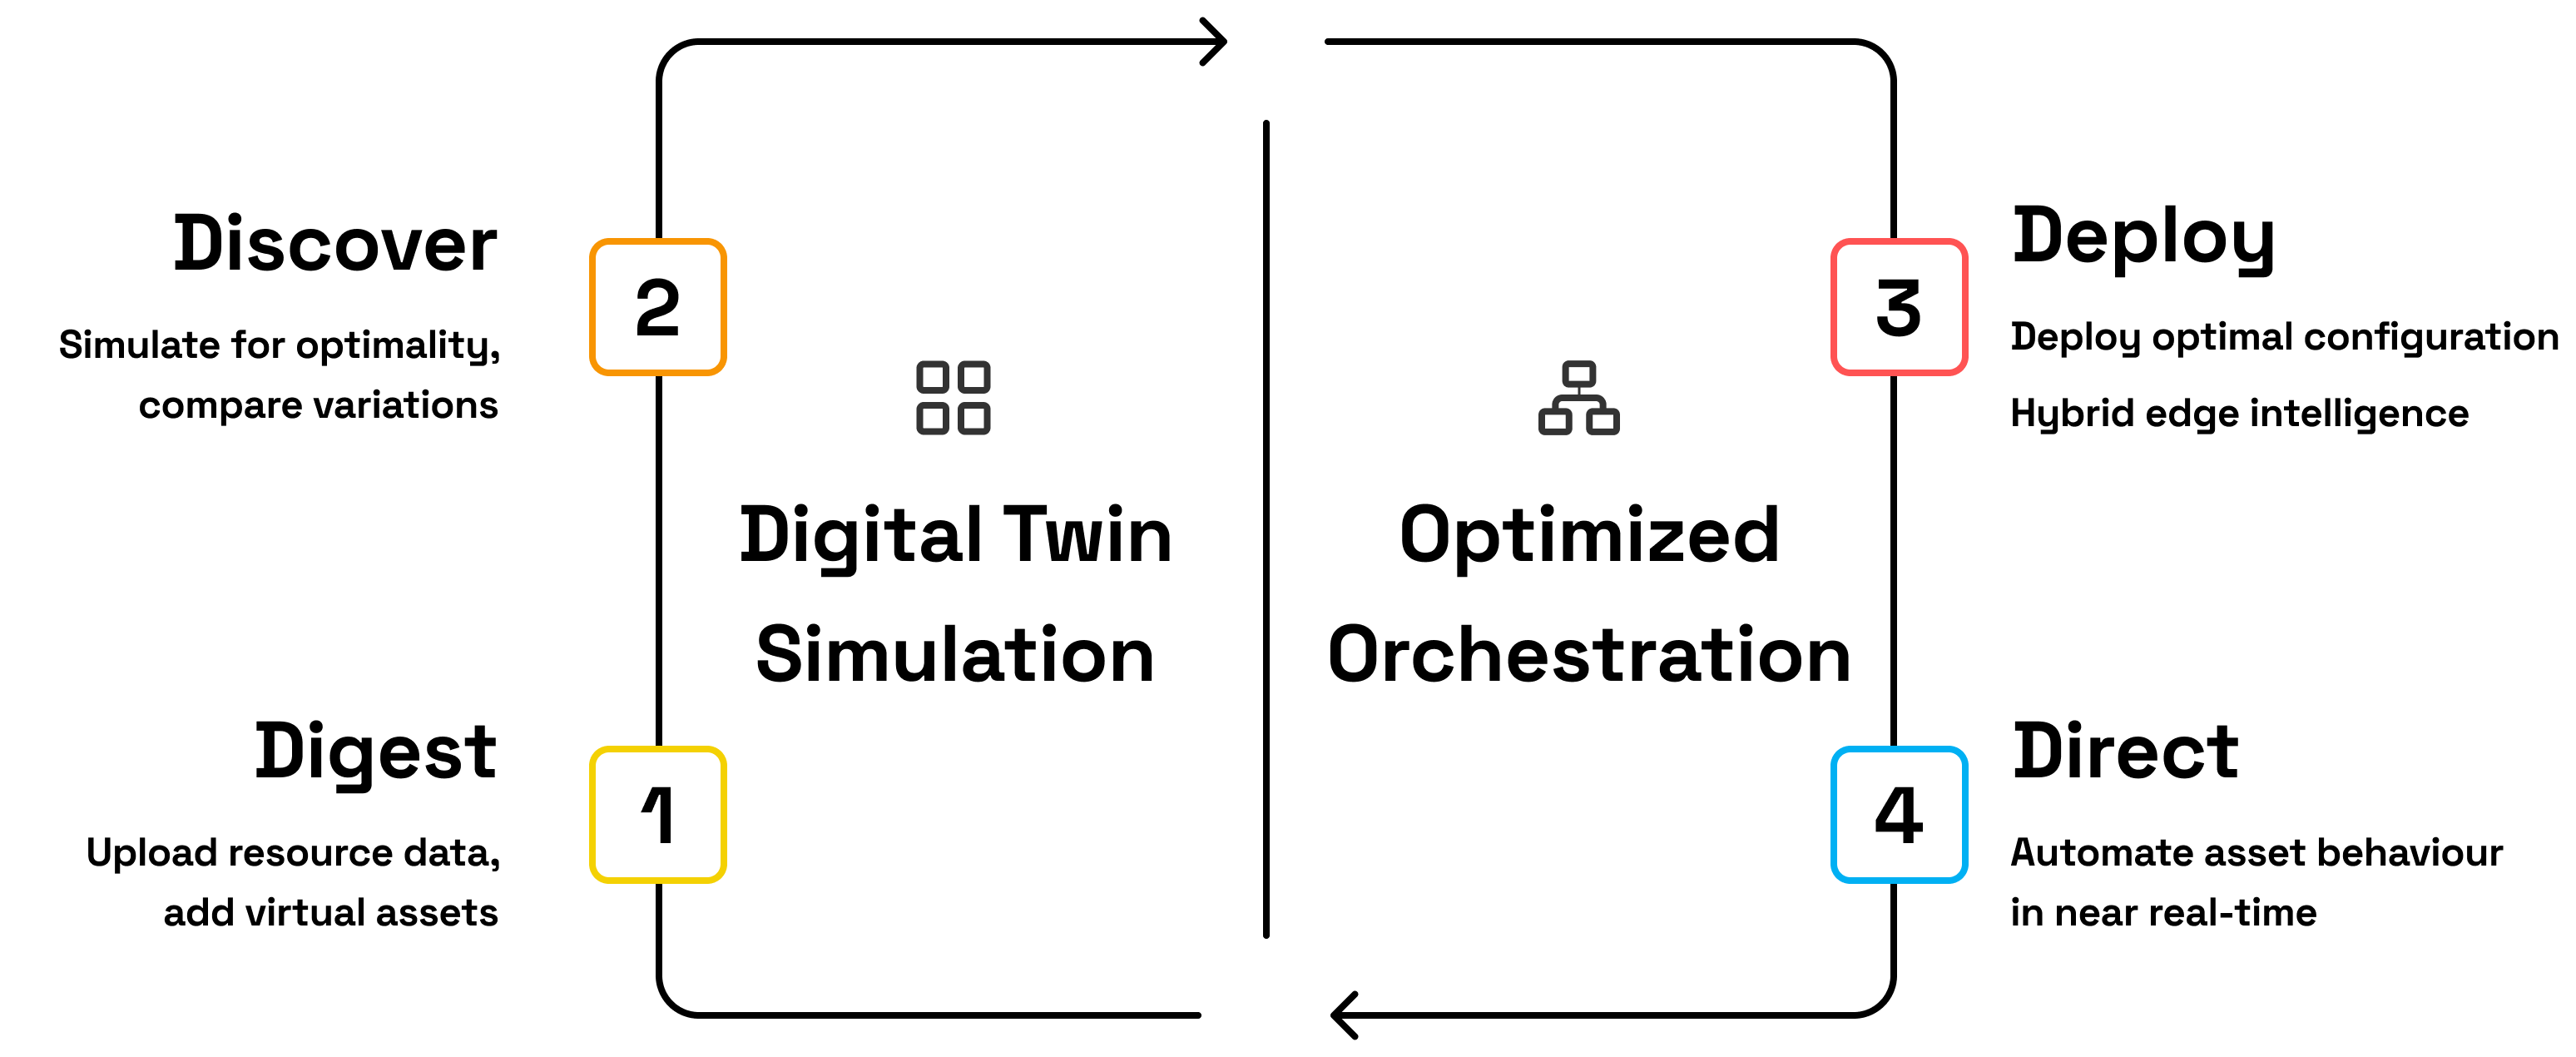 Discover
Simulate for optimality,
compare variations
2
Digest
Upload resource data,
add virtual assets
1
Digital Twin
Simulation
Optimized
Orchestration
3
Deploy
Deploy optimal configuration
Hybrid edge intelligence
4
Direct
Automate asset behaviour
in near real-time